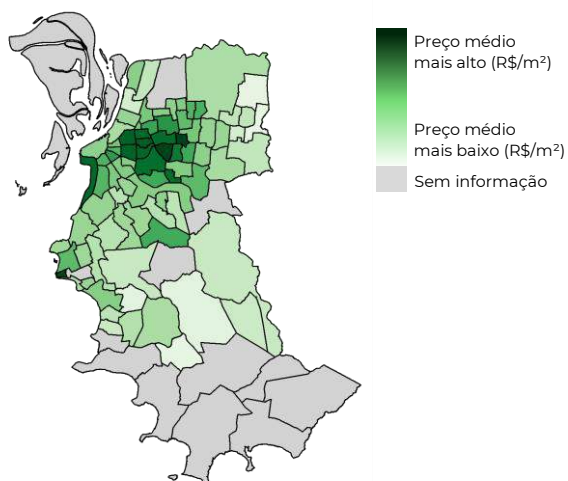 Preço médio
mais alto (R$/m²)
Preço médio
mais baixo (R$/m²)
Sem informação